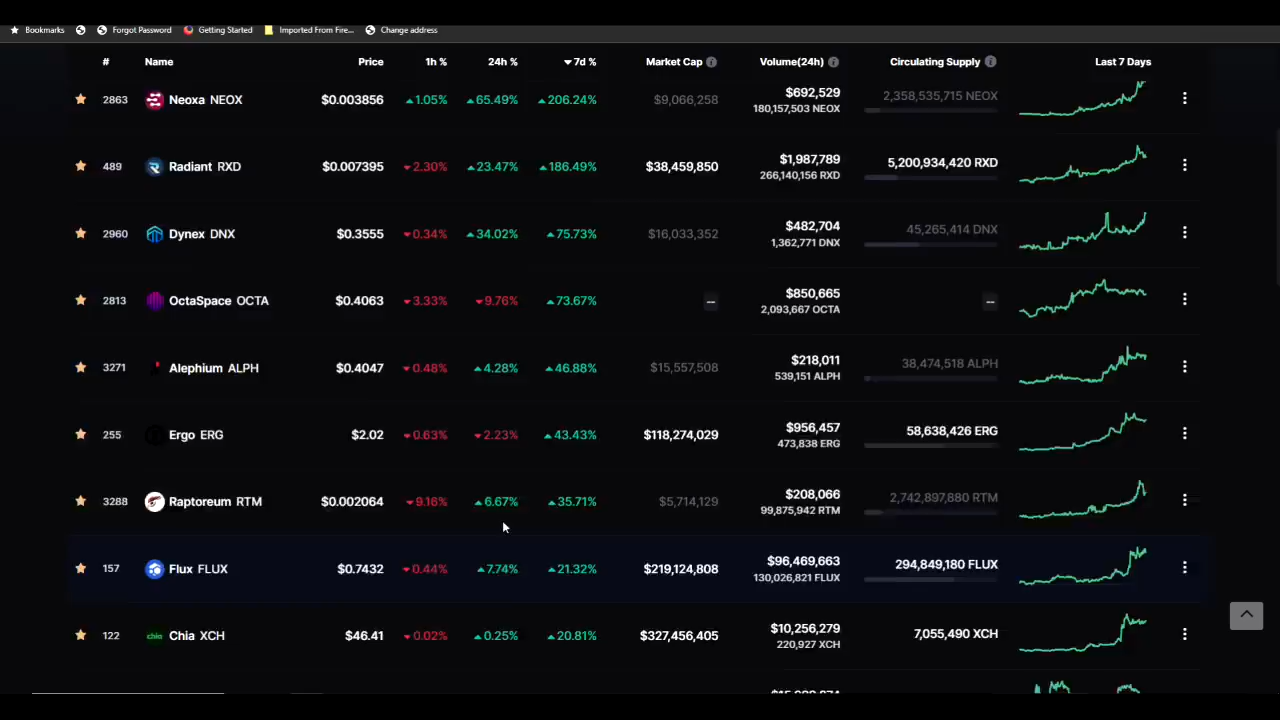 Bookmarks Forgot Password Getting Started Imported From Fire... Change address
# Name Price 1h % 24h % 7d % Market Cap Volume(24h) Circulating Supply Last 7 Days
2863 Neoxa NEOX $0.003856 1.05% 65.49% 206.24% $9,066,258 $692,529 2,358,535,715 NEOX
180,157,503 NEOX
489 Radiant RXD $0.007395 2.30% 23.47% 186.49% $38,459,850 $1,987,789 5,200,934,420 RXD
266,140,156 RXD
2960 Dynex DNX $0.3555 0.34% 34.02% 75.73% $16,033,352 $482,704 45,265,414 DNX
1,362,771 DNX
2813 OctaSpace OCTA $0.4063 3.33% 9.76% 73.67% -- $850,665 --
2,093,667 OCTA
3271 Alephium ALPH $0.4047 0.48% 4.28% 46.88% $15,557,508 $218,011 38,474,518 ALPH
539,151 ALPH
255 Ergo ERG $2.02 0.63% 2.23% 43.43% $118,274,029 $956,457 58,638,426 ERG
473,838 ERG
3288 Raptoreum RTM $0.002064 9.16% 6.67% 35.71% $5,714,129 $208,066 2,742,897,880 RTM
99,875,942 RTM
157 Flux FLUX $0.7432 0.44% 7.74% 21.32% $219,124,808 $96,469,663 294,849,180 FLUX
130,026,821 FLUX
122 chia Chia XCH $46.41 0.02% 0.25% 20.81% $327,456,405 $10,256,279 7,055,490 XCH
220,927 XCH